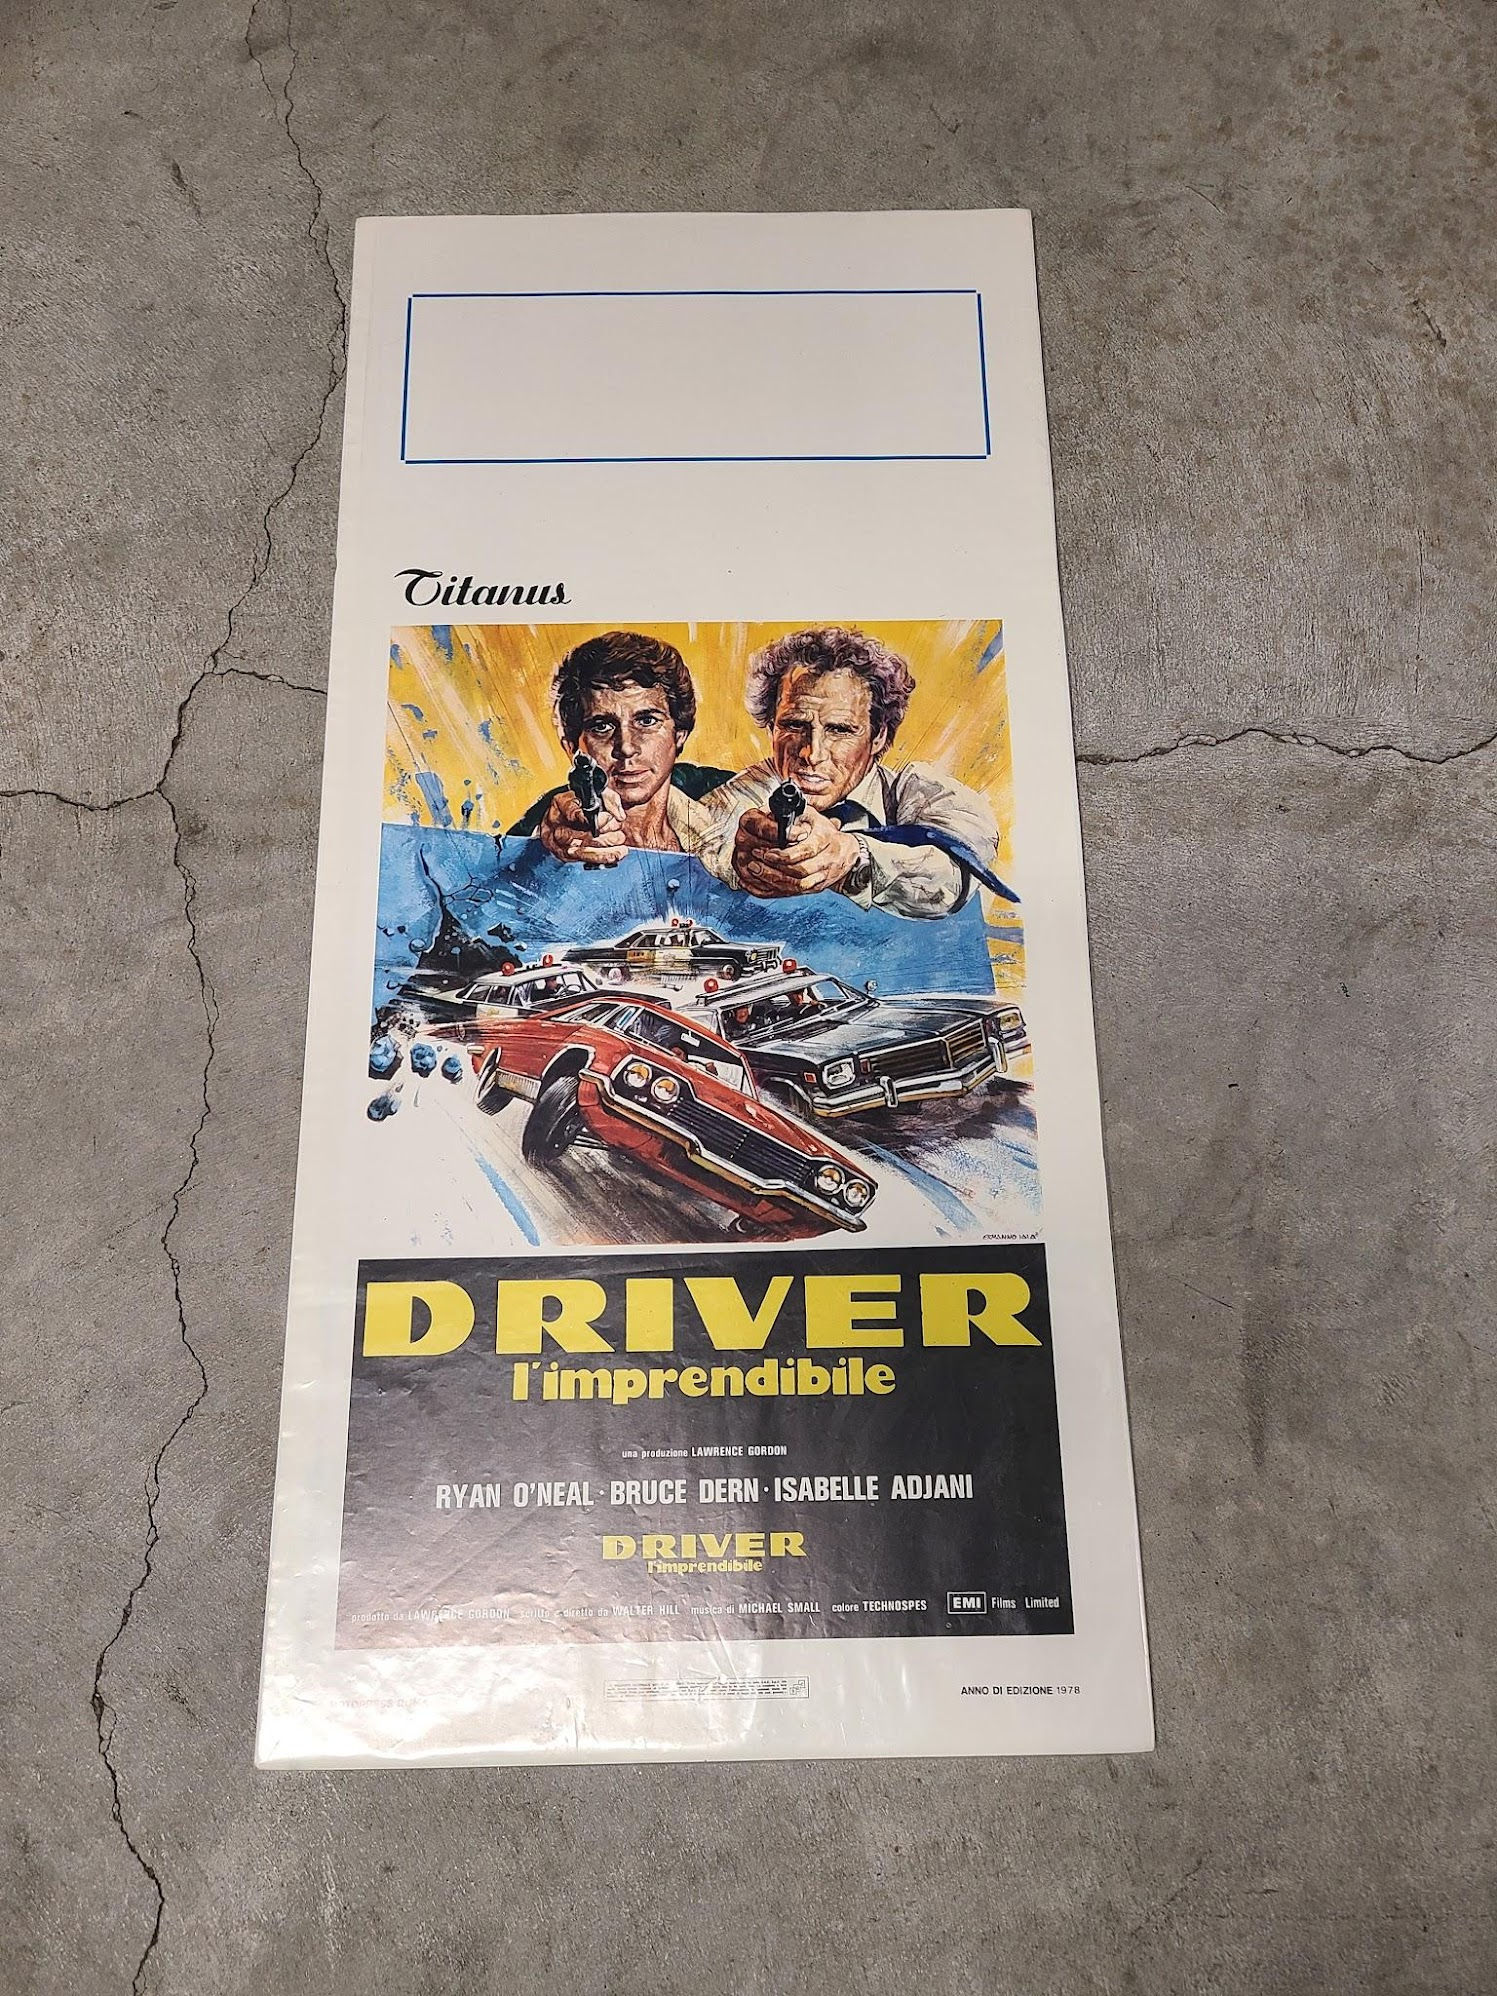 Titanus
DRIVER
l'imprendibile
una produzione LAWRENCE GORDON
RYAN O'NEAL · BRUCE DERN · ISABELLE ADJANI
DRIVER
l'imprendibile
prodotto da LAWRENCE GORDON scritto e diretto da WALTER HILL musica di MICHAEL SMALL colore TECHNOSPES EMI Films Limited
ANNO DI EDIZIONE 1978